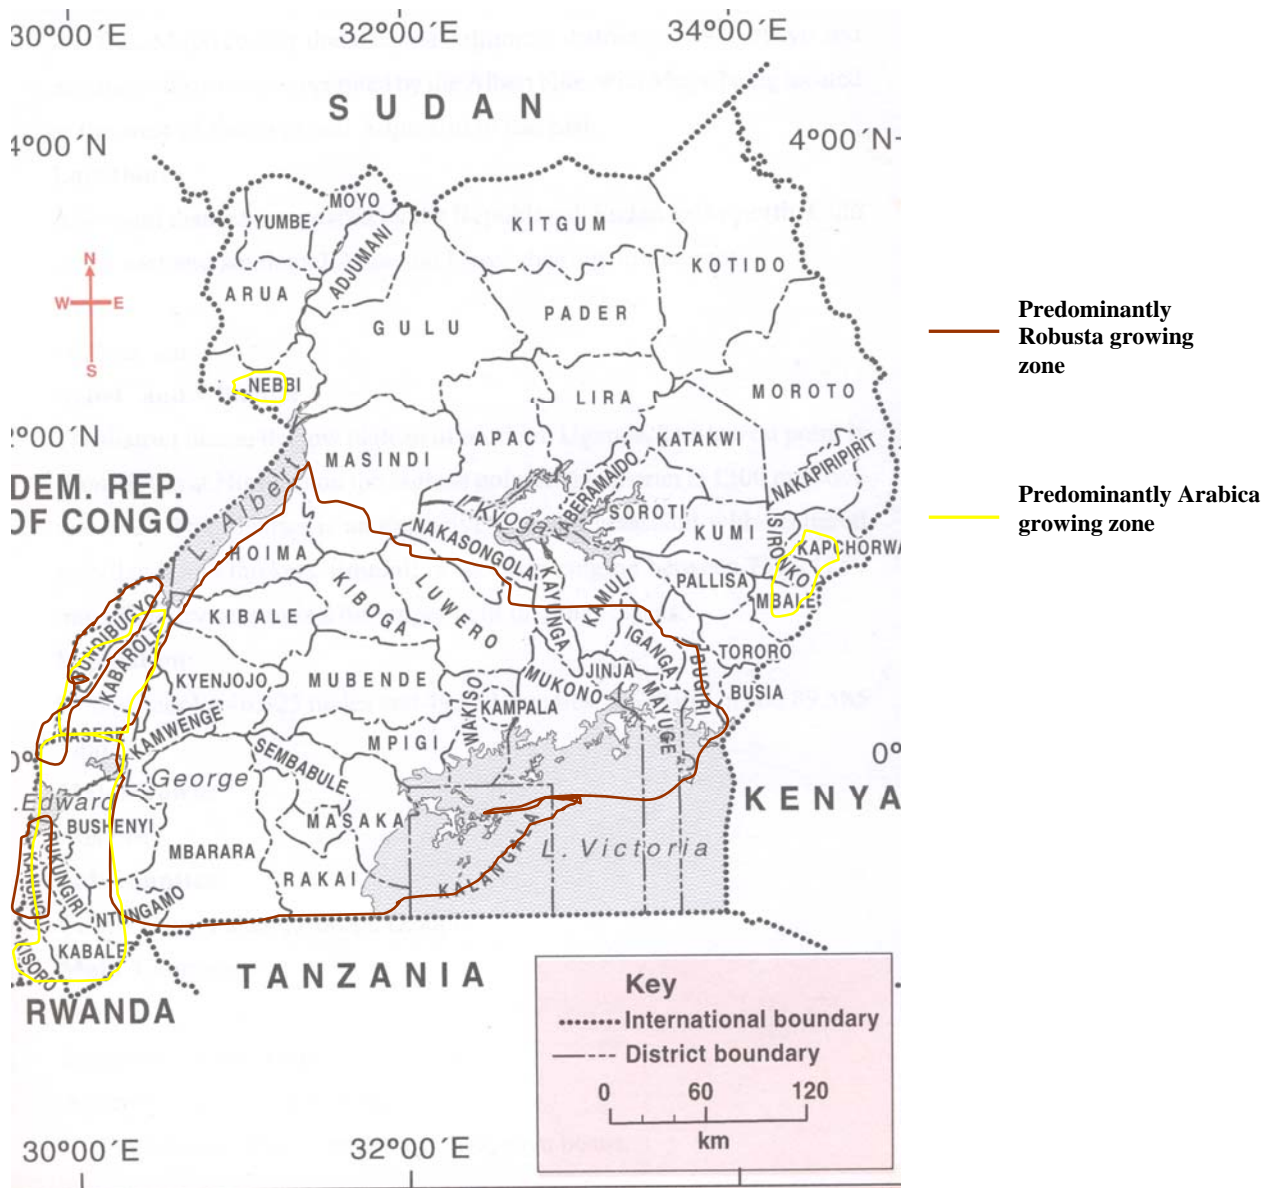 30°00´E
32°00´E
34°00´E
SUDAN
4°00´N
4°00´N
MOYO
YUMBE
ADJUMANI
KITGUM
KOTIDO
N
W
E
S
ARUA
GULU
PADER
Predominantly
Robusta growing
zone
NEBBI
LIRA
MOROTO
2°00´N
MASINDI
APAC
KATAKWI
NAKAPIRIPIRIT
DEM. REP.
OF CONGO
L. Albert
L. Kyoga
KABERAMAIDO
SOROTI
KUMI
SIRONKO
KAPCHORWA
Predominantly Arabica
growing zone
HOIMA
NAKASONGOLA
KAYUNGA
KAMULI
PALLISA
MBALE
BUNDIBUGYO
KABAROLE
KIBALE
KIBOGA
LUWERO
IGANGA
BUGIRI
TORORO
BUSIA
KYENJOJO
MUBENDE
WAKISO
MUKONO
JINJA
MAYUGE
KAMPALA
KASESE
KAMWENGE
MPIGI
0°
0°
SEMBABULE
L. George
.Edward
KENYA
BUSHENYI
MASAKA
MBARARA
RAKAI
KALANGALA
L. Victoria
RUKUNGIRI
NTUNGAMO
KABALE
KISORO
TANZANIA
RWANDA
Key
International boundary
District boundary
0 60 120
km
30°00´E
32°00´E